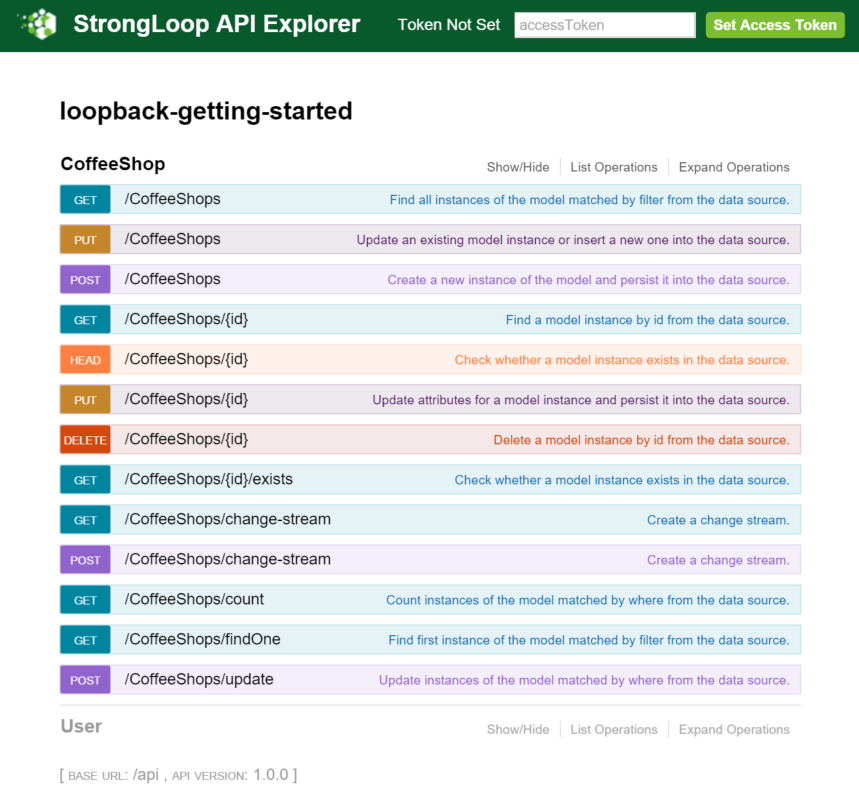 StrongLoop API Explorer Token Not Set accessToken Set Access Token
loopback-getting-started
CoffeeShop Show/Hide List Operations Expand Operations
GET /CoffeeShops Find all instances of the model matched by filter from the data source.
PUT /CoffeeShops Update an existing model instance or insert a new one into the data source.
POST /CoffeeShops Create a new instance of the model and persist it into the data source.
GET /CoffeeShops/{id} Find a model instance by id from the data source.
HEAD /CoffeeShops/{id} Check whether a model instance exists in the data source.
PUT /CoffeeShops/{id} Update attributes for a model instance and persist it into the data source.
DELETE /CoffeeShops/{id} Delete a model instance by id from the data source.
GET /CoffeeShops/{id}/exists Check whether a model instance exists in the data source.
GET /CoffeeShops/change-stream Create a change stream.
POST /CoffeeShops/change-stream Create a change stream.
GET /CoffeeShops/count Count instances of the model matched by where from the data source.
GET /CoffeeShops/findOne Find first instance of the model matched by filter from the data source.
POST /CoffeeShops/update Update instances of the model matched by where from the data source.
User Show/Hide List Operations Expand Operations
[ BASE URL: /api , API VERSION: 1.0.0 ]